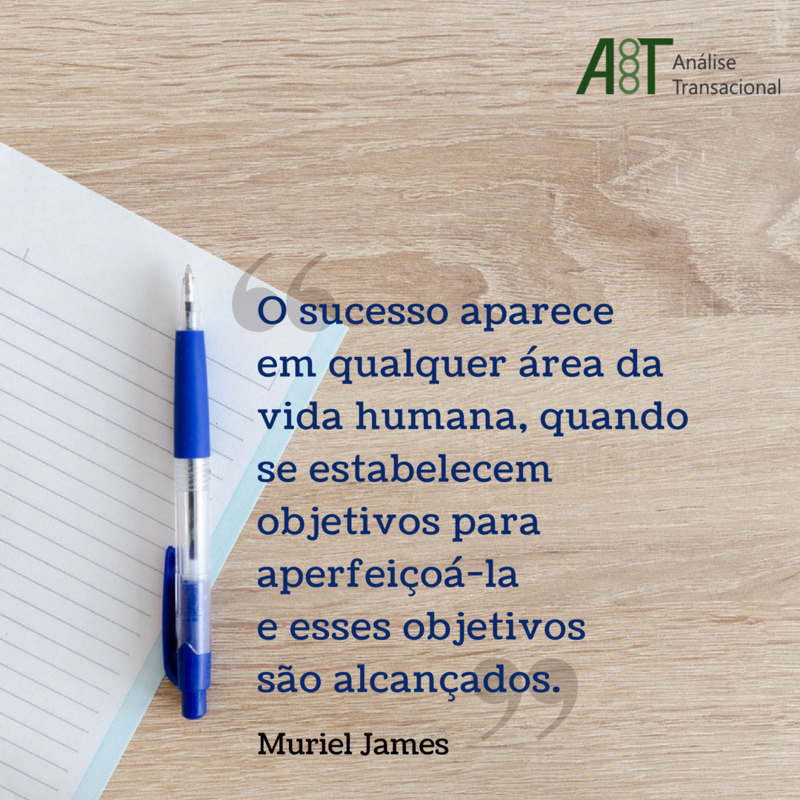 A8T Análise
Transacional
“O sucesso aparece
em qualquer área da
vida humana, quando
se estabelecem
objetivos para
aperfeiçoá-la
e esses objetivos
são alcançados.”
Muriel James